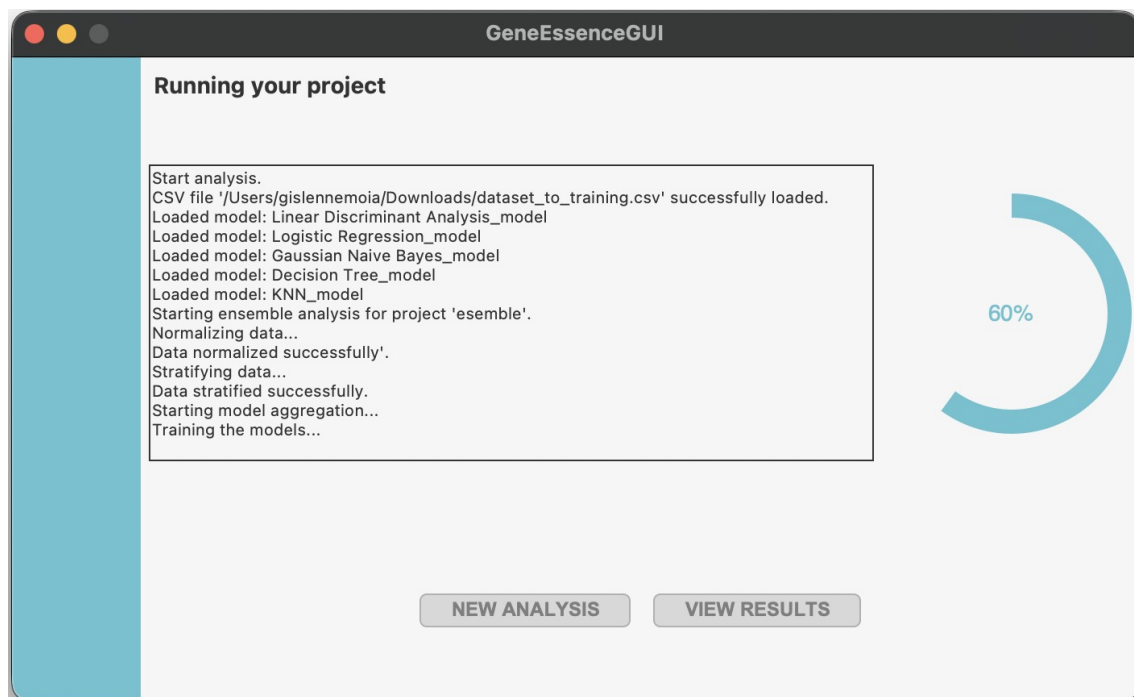 GeneEssenceGUI
Running your project
Start analysis.
CSV file '/Users/gislennemoia/Downloads/dataset_to_training.csv' successfully loaded.
Loaded model: Linear Discriminant Analysis_model
Loaded model: Logistic Regression_model
Loaded model: Gaussian Naive Bayes_model
Loaded model: Decision Tree_model
Loaded model: KNN_model
Starting ensemble analysis for project 'esemble'.
Normalizing data...
Data normalized successfully'.
Stratifying data...
Data stratified successfully.
Starting model aggregation...
Training the models...
60%
NEW ANALYSIS
VIEW RESULTS